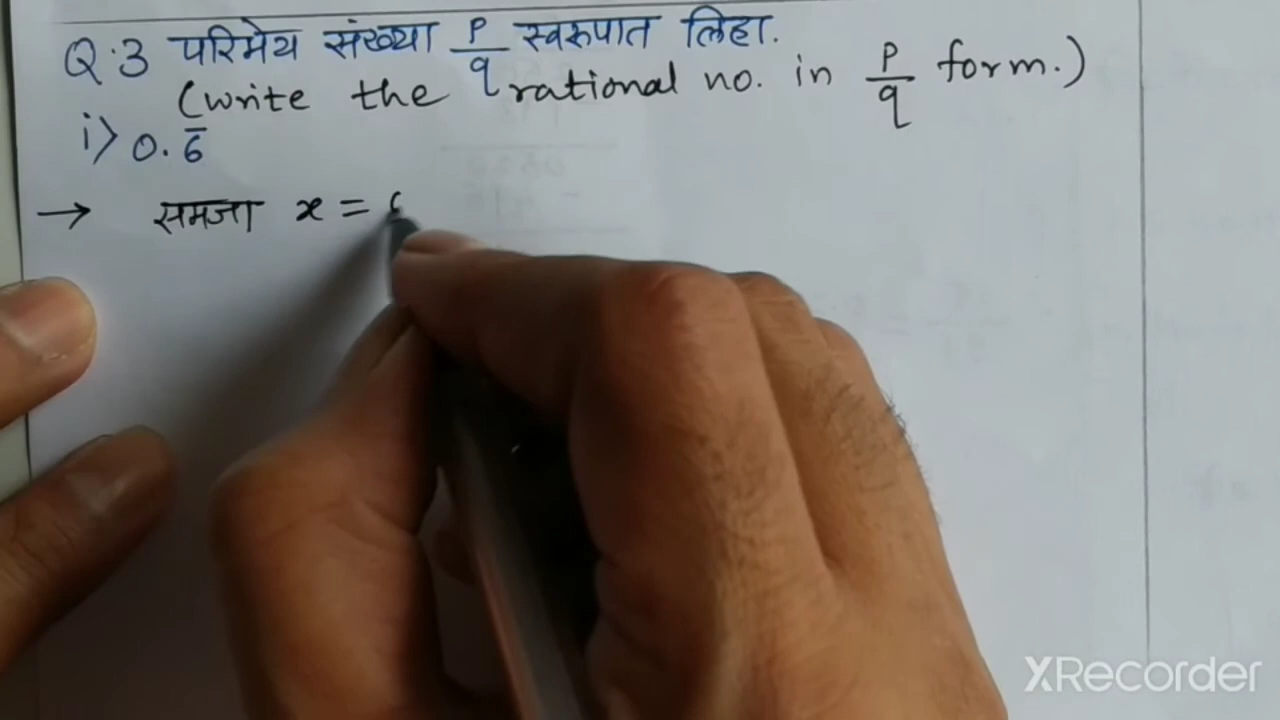 Q.3 परिमेय संख्या p/q स्वरुपात लिहा.
(write the rational no. in p/q form.)
i) 0.6̅
→ समजा x =
XRecorder